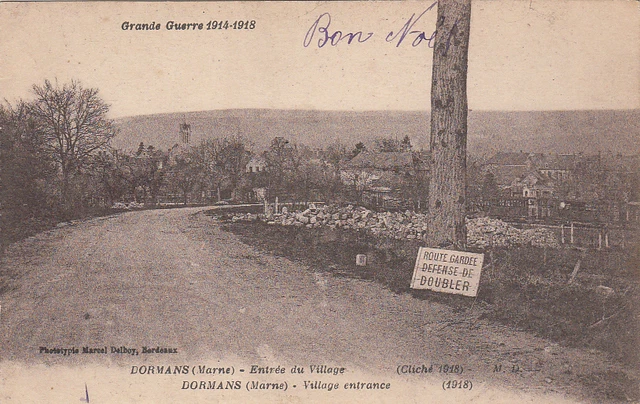 Grande Guerre 1914-1918
Bon Noël
ROUTE GARDÉE
DEFENSE DE
DOUBLER
Phototypie Marcel Delboy, Bordeaux
DORMANS (Marne) - Entrée du Village (Cliché 1918) - M. D.
DORMANS (Marne) - Village entrance (1918)